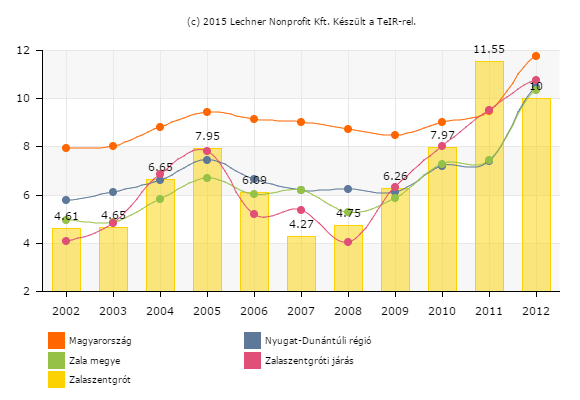 (c) 2015 Lechner Nonprofit Kft. Készült a TeIR-rel.
12
11.55
10
10
8
7.95
7.97
6.65
6.09
6.26
6
4.61
4.65
4.27
4.75
4
2
2002 2003 2004 2005 2006 2007 2008 2009 2010 2011 2012
Magyarország
Nyugat-Dunántúli régió
Zala megye
Zalaszentgróti járás
Zalaszentgrót